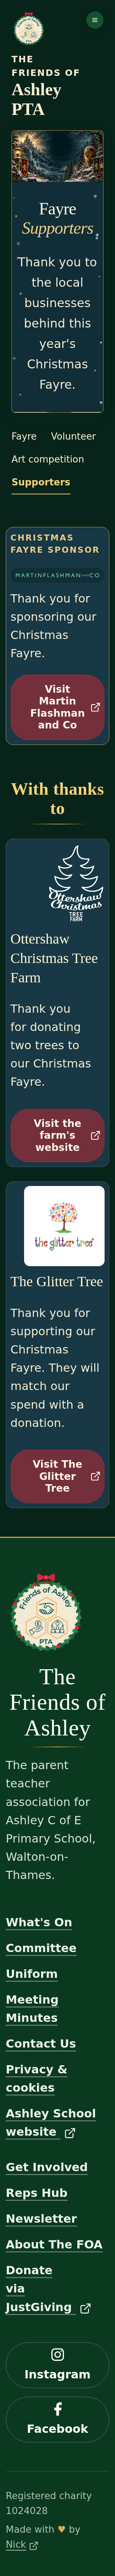 THE
FRIENDS OF
Ashley
PTA
Fayre
Supporters
Thank you to
the local
businesses
behind this
year's
Christmas
Fayre.
Fayre Volunteer
Art competition
Supporters
CHRISTMAS
FAYRE SPONSOR
MARTINFLASHMANANDCO
Thank you for
sponsoring our
Christmas
Fayre.
Visit
Martin
Flashman
and Co
With thanks
to
Ottershaw
Christmas
TREE
FARM
Ottershaw
Christmas Tree
Farm
Thank you
for donating
two trees to
our Christmas
Fayre.
Visit the
farm's
website
the glitter tree
The Glitter Tree
Thank you for
supporting our
Christmas
Fayre. They will
match our
spend with a
donation.
Visit The
Glitter
Tree
Friends of Ashley
PTA
The
Friends of
Ashley
The parent
teacher
association for
Ashley C of E
Primary School,
Walton-on-
Thames.
What's On
Committee
Uniform
Meeting
Minutes
Contact Us
Privacy &
cookies
Ashley School
website
Get Involved
Reps Hub
Newsletter
About The FOA
Donate
via
JustGiving
Instagram
Facebook
Registered charity
1024028
Made with 🧡 by
Nick